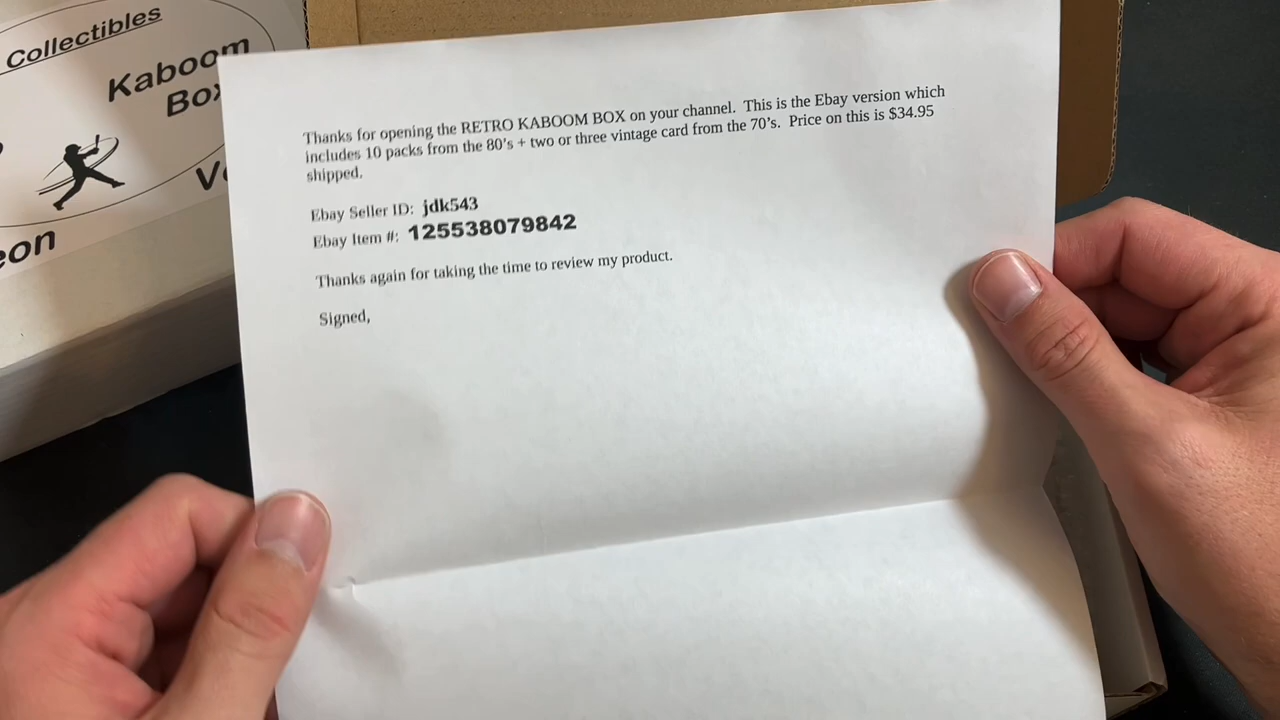 Collectibles
Kaboom
Box
Thanks for opening the RETRO KABOOM BOX on your channel. This is the Ebay version which
includes 10 packs from the 80's + two or three vintage card from the 70's. Price on this is $34.95
shipped.
Ebay Seller ID: jdk543
Ebay Item #: 125538079842
Thanks again for taking the time to review my product.
Signed,